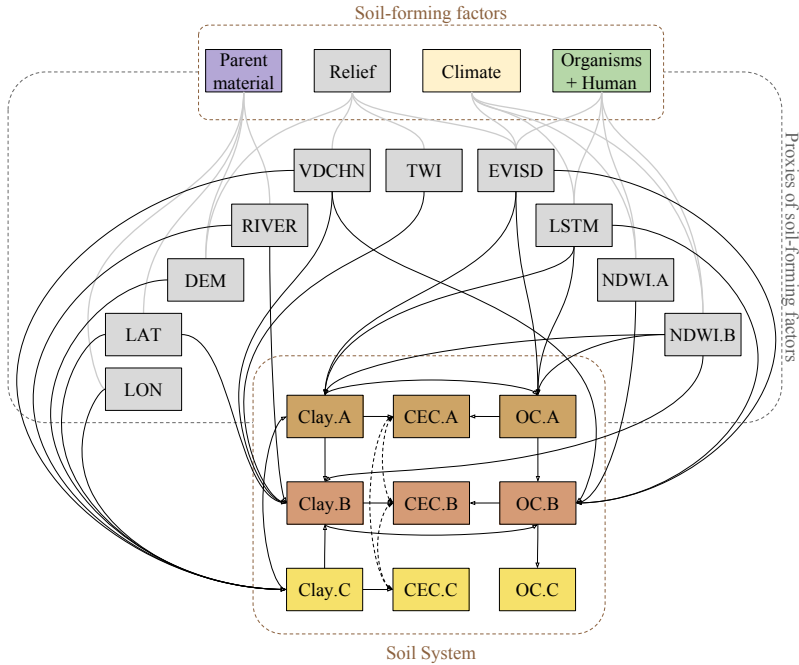 Soil-forming factors
Parent
material
Relief
Climate
Organisms
+ Human
Proxies of soil-forming factors
VDCHN
TWI
EVISD
RIVER
LSTM
DEM
NDWI.A
LAT
NDWI.B
LON
Clay.A
CEC.A
OC.A
Clay.B
CEC.B
OC.B
Clay.C
CEC.C
OC.C
Soil System